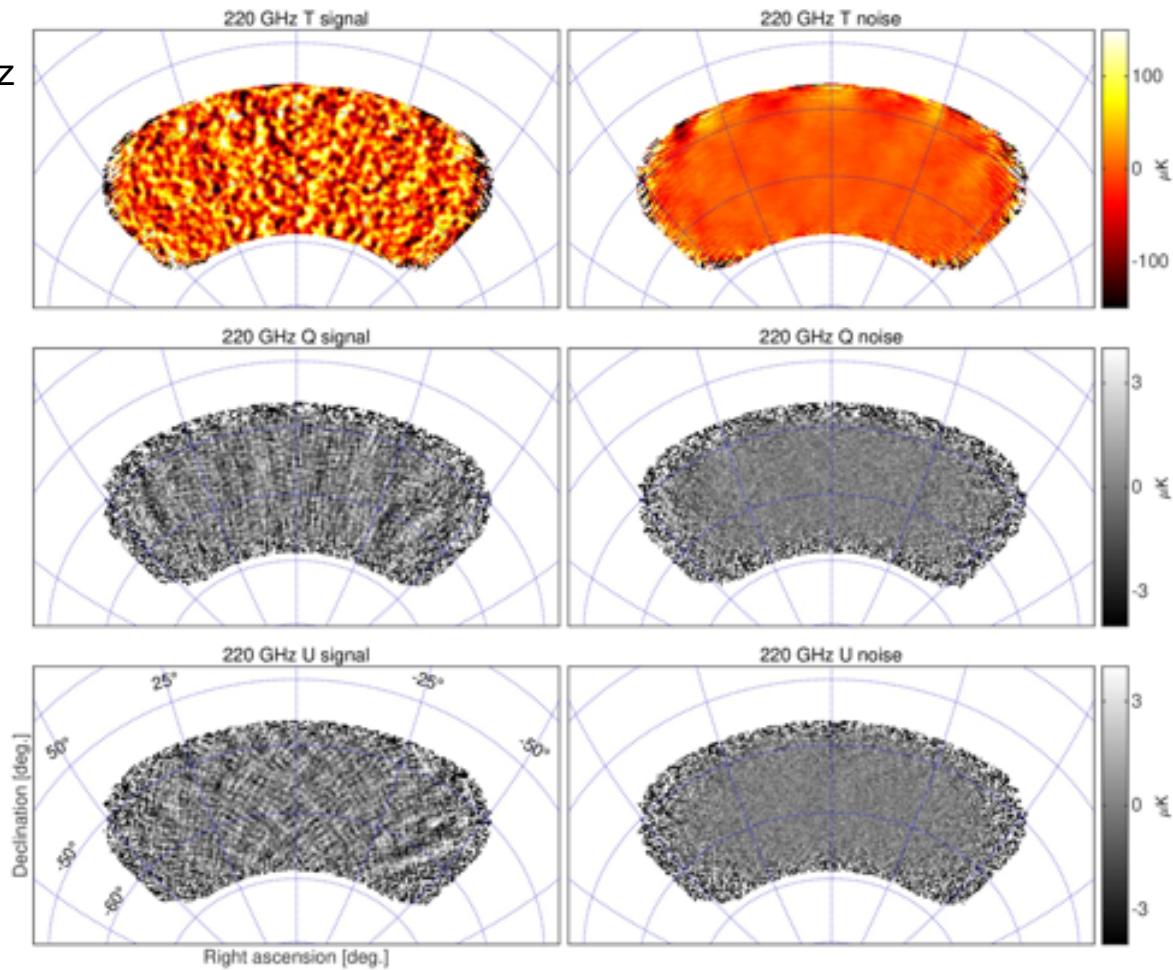 z
220 GHz T signal
220 GHz T noise
100
0
-100
μK
220 GHz Q signal
220 GHz Q noise
3
0
-3
μK
220 GHz U signal
220 GHz U noise
25°
-25°
50°
-50°
-50°
-60°
3
0
-3
μK
Declination [deg.]
Right ascension [deg.]